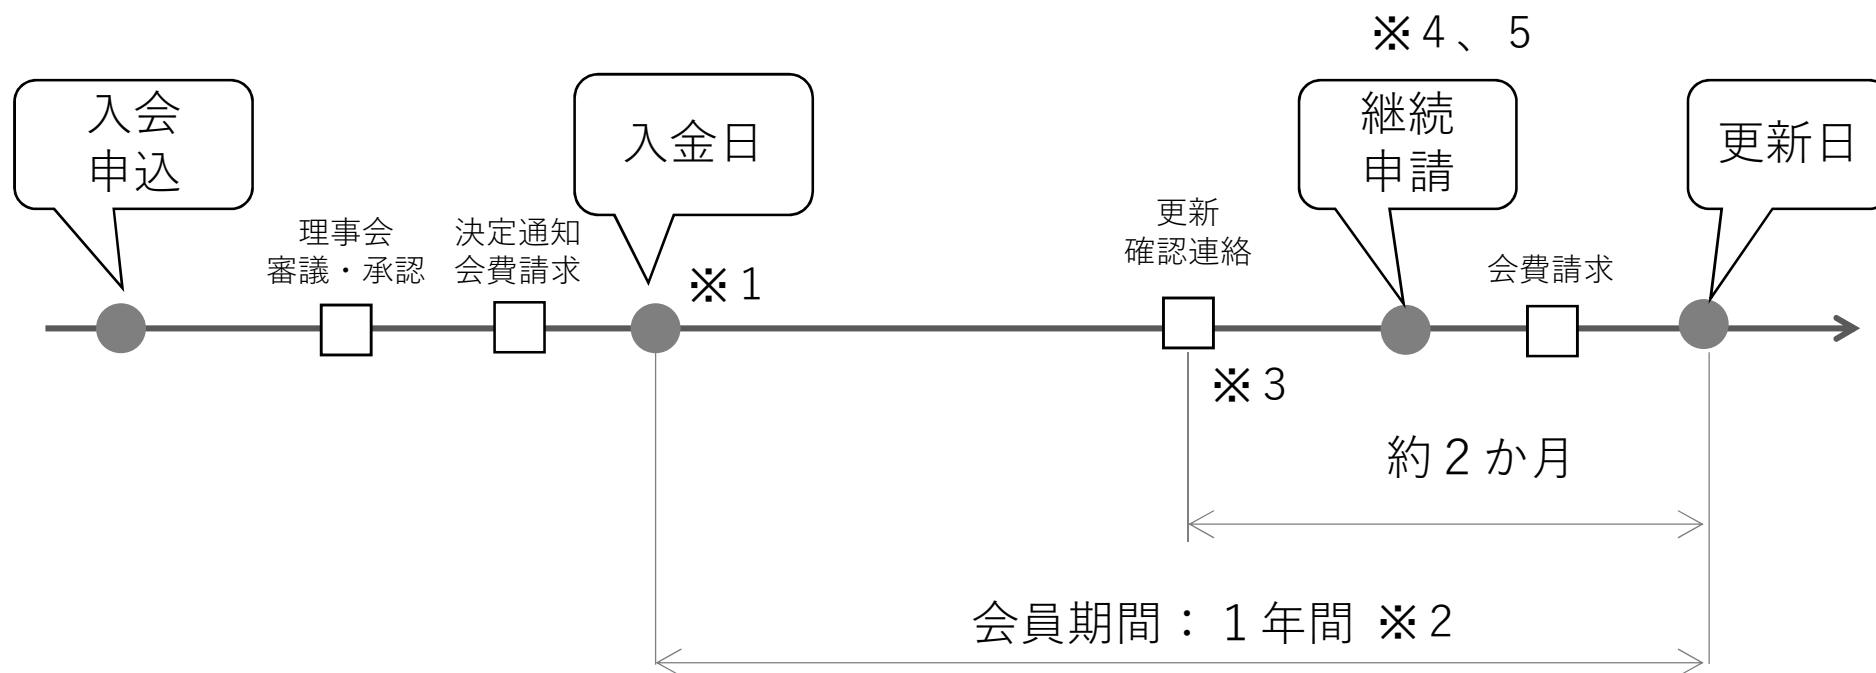 ※４、５
入会
申込
入金日
継続
申請
更新日
理事会
審議・承認
決定通知
会費請求
※１
更新
確認連絡
会費請求
※３
約２か月
会員期間：１年間 ※２